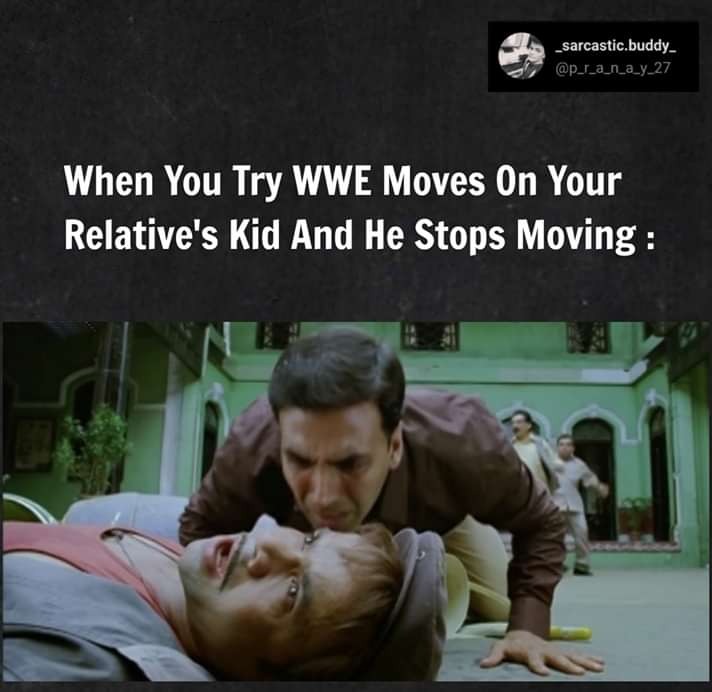 _sarcastic.buddy_
@p_r_a_n_a_y_27
When You Try WWE Moves On Your
Relative's Kid And He Stops Moving :